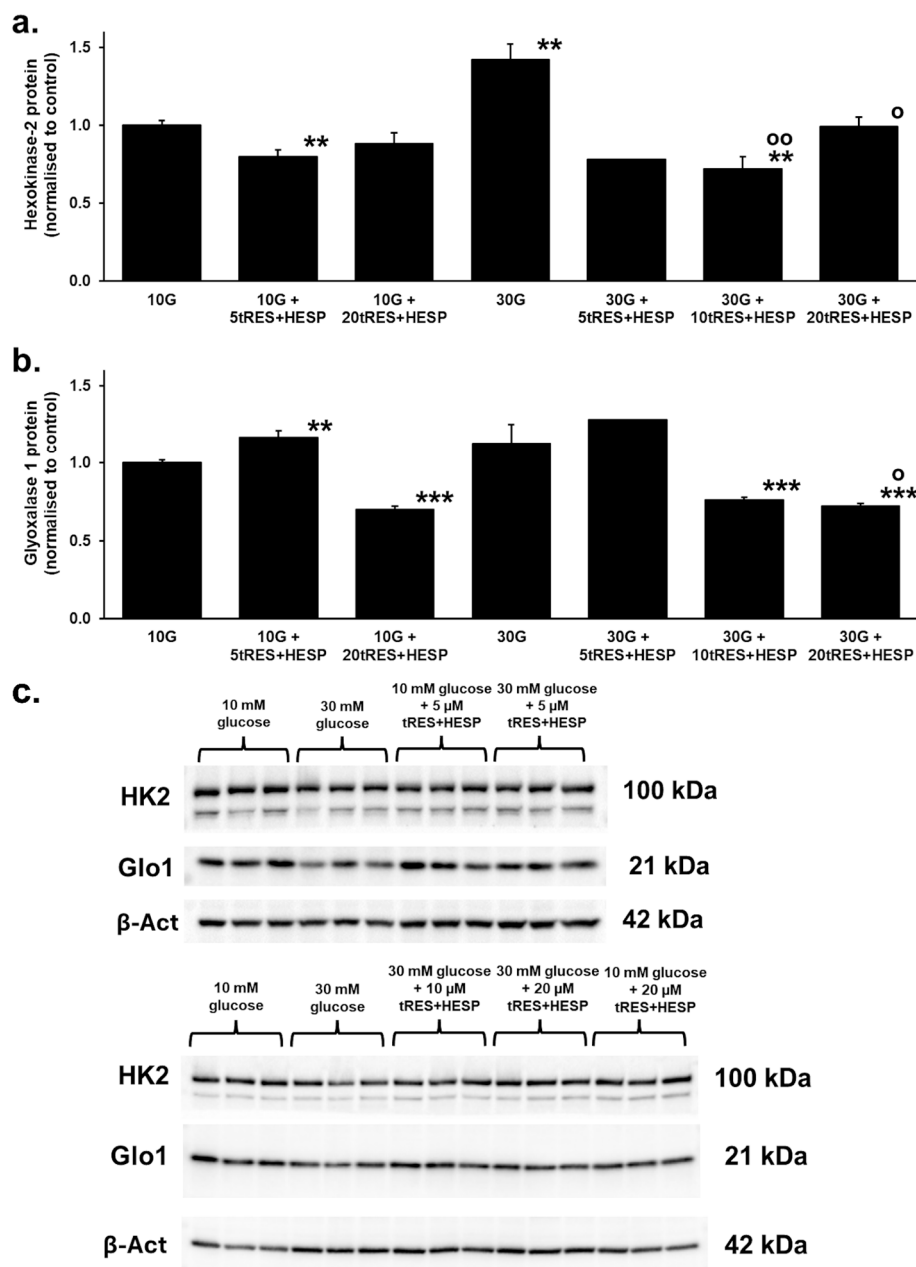 a.
Hexokinase-2 protein
(normalised to control)
1.5
1.0
0.5
0.0
**
**
oo
**
o
10G
10G +
5tRES+HESP
10G +
20tRES+HESP
30G
30G +
5tRES+HESP
30G +
10tRES+HESP
30G +
20tRES+HESP
b.
Glyoxalase 1 protein
(normalised to control)
1.5
1.0
0.5
0.0
**
***
***
o
***
10G
10G +
5tRES+HESP
10G +
20tRES+HESP
30G
30G +
5tRES+HESP
30G +
10tRES+HESP
30G +
20tRES+HESP
c.
10 mM
glucose
30 mM
glucose
10 mM glucose
+ 5 µM
tRES+HESP
30 mM glucose
+ 5 µM
tRES+HESP
HK2
100 kDa
Glo1
21 kDa
β-Act
42 kDa
10 mM
glucose
30 mM
glucose
30 mM glucose
+ 10 µM
tRES+HESP
30 mM glucose
+ 20 µM
tRES+HESP
10 mM glucose
+ 20 µM
tRES+HESP
HK2
100 kDa
Glo1
21 kDa
β-Act
42 kDa